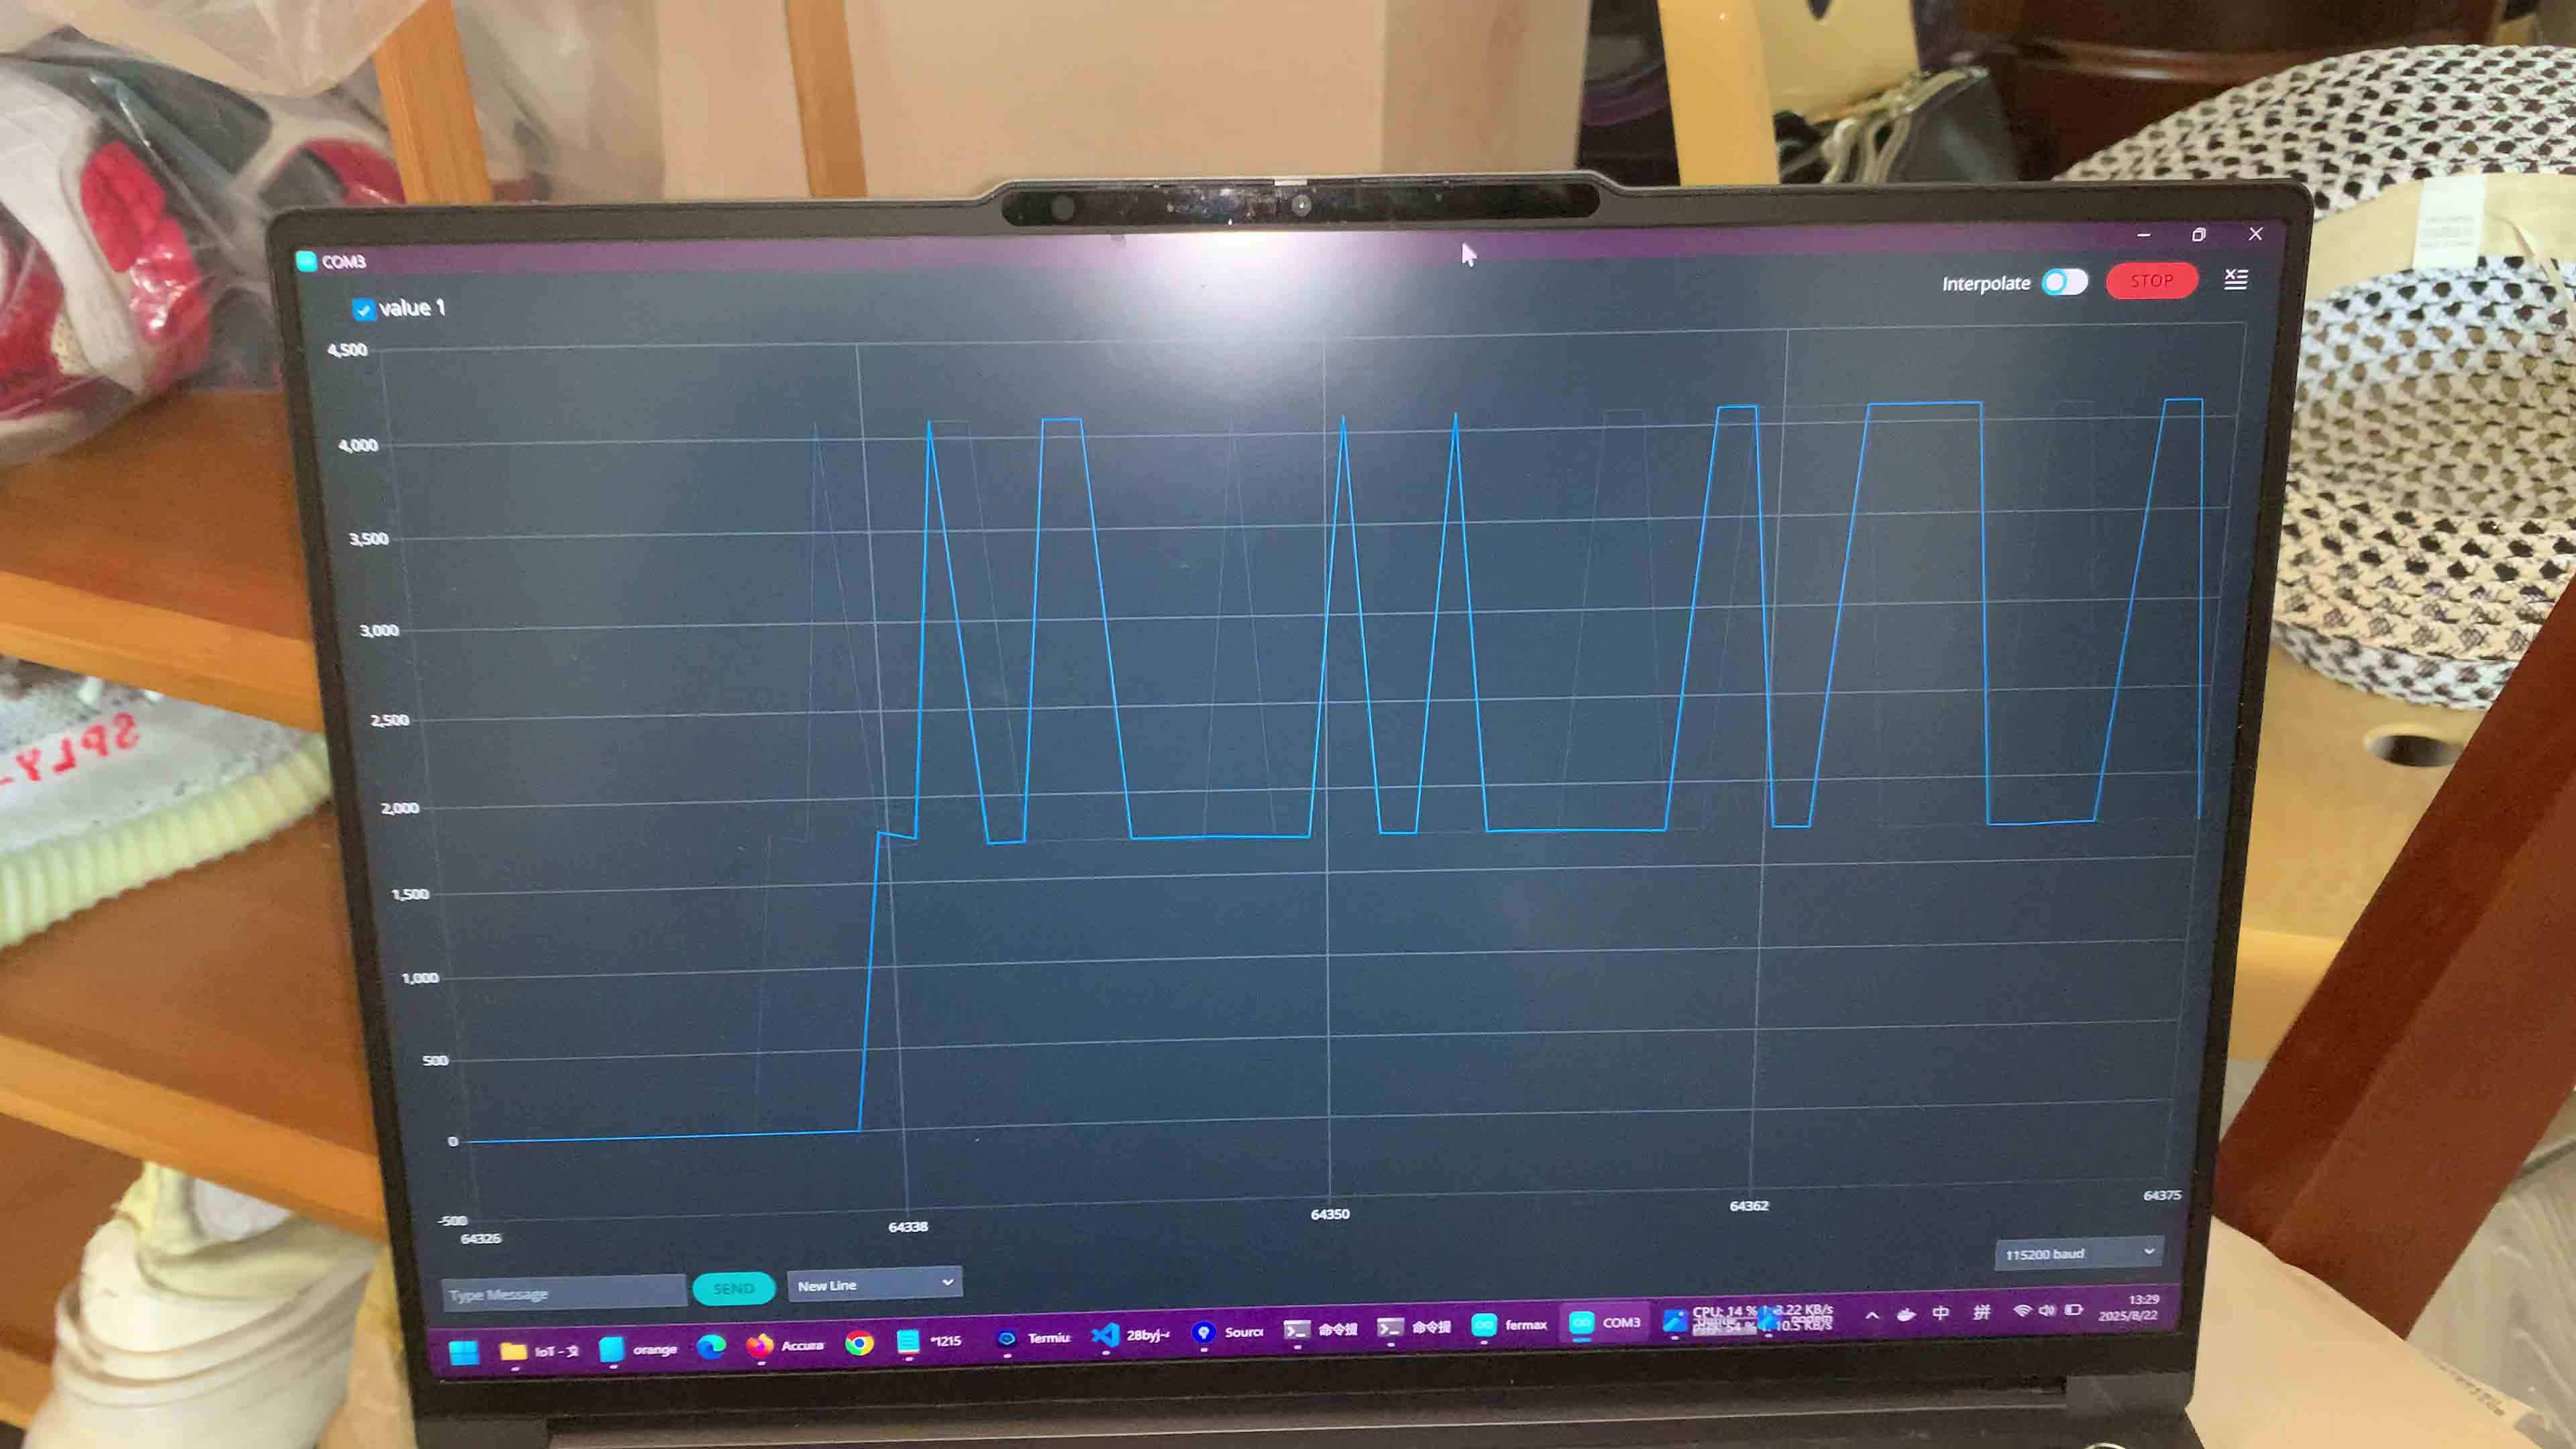 COM3
value 1
Interpolate
STOP
4,500
4,000
3,500
3,000
2,500
2,000
1,500
1,000
500
0
-500
64326
64338
64350
64362
64375
Type Message
SEND
New Line
115200 baud
IoT - 文
orange
Accura
*1215
Termiu
28byj-
Sourc
命令提
命令提
fermax
COM3
CPU: 14 %
3.22 KB/s
54 %
10.5 KB/s
中
拼
13:29
2025/8/22
SPLY-